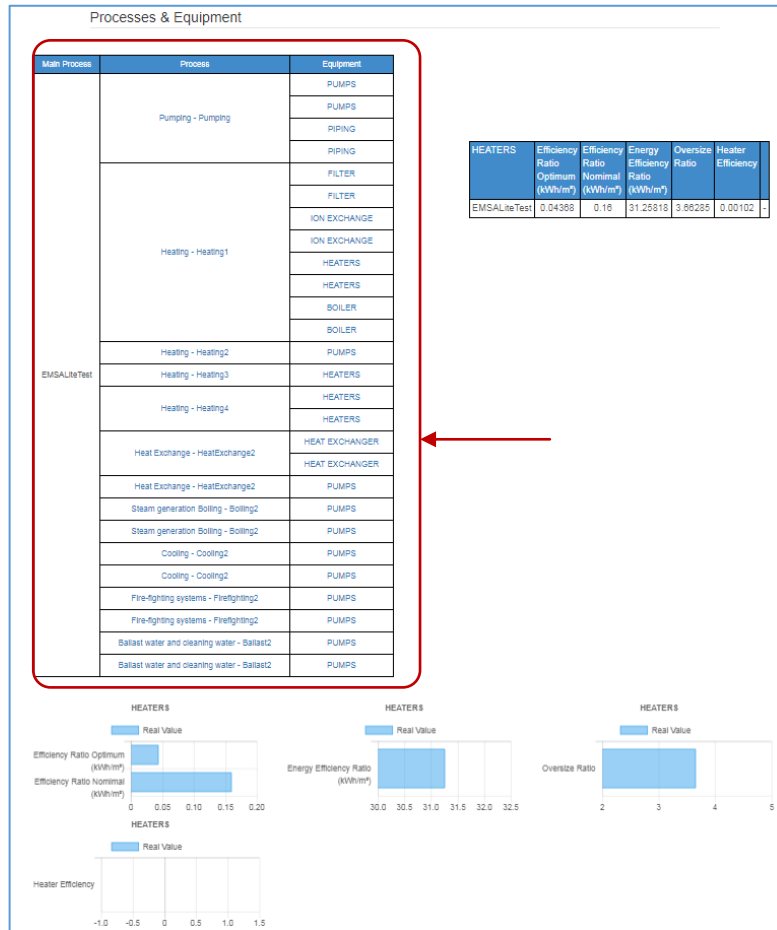 Processes & Equipment
Main Process Process Equipment
EMSALiteTest
Pumping - Pumping
PUMPS
PUMPS
PIPING
PIPING
Heating - Heating1
FILTER
FILTER
ION EXCHANGE
ION EXCHANGE
HEATERS
HEATERS
BOILER
BOILER
Heating - Heating2 PUMPS
Heating - Heating3 HEATERS
Heating - Heating4
HEATERS
HEATERS
Heat Exchange - HeatExchange2
HEAT EXCHANGER
HEAT EXCHANGER
Heat Exchange - HeatExchange2 PUMPS
Steam generation Boiling - Boiling2 PUMPS
Steam generation Boiling - Boiling2 PUMPS
Cooling - Cooling2 PUMPS
Cooling - Cooling2 PUMPS
Fire-fighting systems - Firefighting2 PUMPS
Fire-fighting systems - Firefighting2 PUMPS
Ballast water and cleaning water - Ballast2 PUMPS
Ballast water and cleaning water - Ballast2 PUMPS
HEATERS Efficiency Efficiency Energy Oversize Heater
Ratio Ratio Efficiency Ratio Efficiency
Optimum Nomimal Ratio
(kWh/m³) (kWh/m³) (kWh/m³)
EMSALiteTest 0.04368 0.16 31.25818 3.66285 0.00102 -
HEATERS
Real Value
Efficiency Ratio Optimum
(kWh/m³)
Efficiency Ratio Nomimal
(kWh/m³)
0 0.05 0.10 0.15 0.20
HEATERS
Real Value
Energy Efficiency Ratio
(kWh/m³)
30.0 30.5 31.0 31.5 32.0 32.5
HEATERS
Real Value
Oversize Ratio
2 3 4 5
HEATERS
Real Value
Heater Efficiency
-1.0 -0.5 0 0.5 1.0 1.5